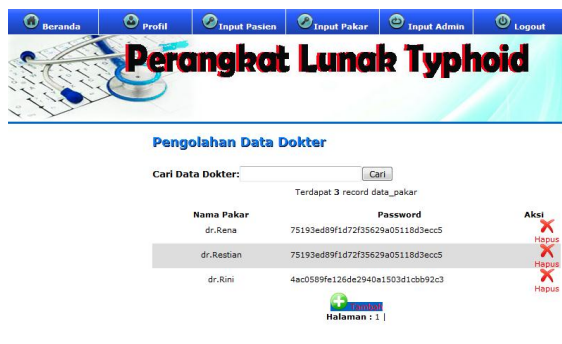 Beranda Profil Input Pasien Input Pakar Input Admin Logout
Perangkat Lunak Typhoid
Pengolahan Data Dokter
Cari Data Dokter: Cari
Terdapat 3 record data_pakar
Nama Pakar Password Aksi
dr.Rena 75193ed89f1d72f35629a05118d3ecc5 Hapus
dr.Restian 75193ed89f1d72f35629a05118d3ecc5 Hapus
dr.Rini 4ac0589fe126de2940a1503d1cbb92c3 Hapus
Halaman : 1 |